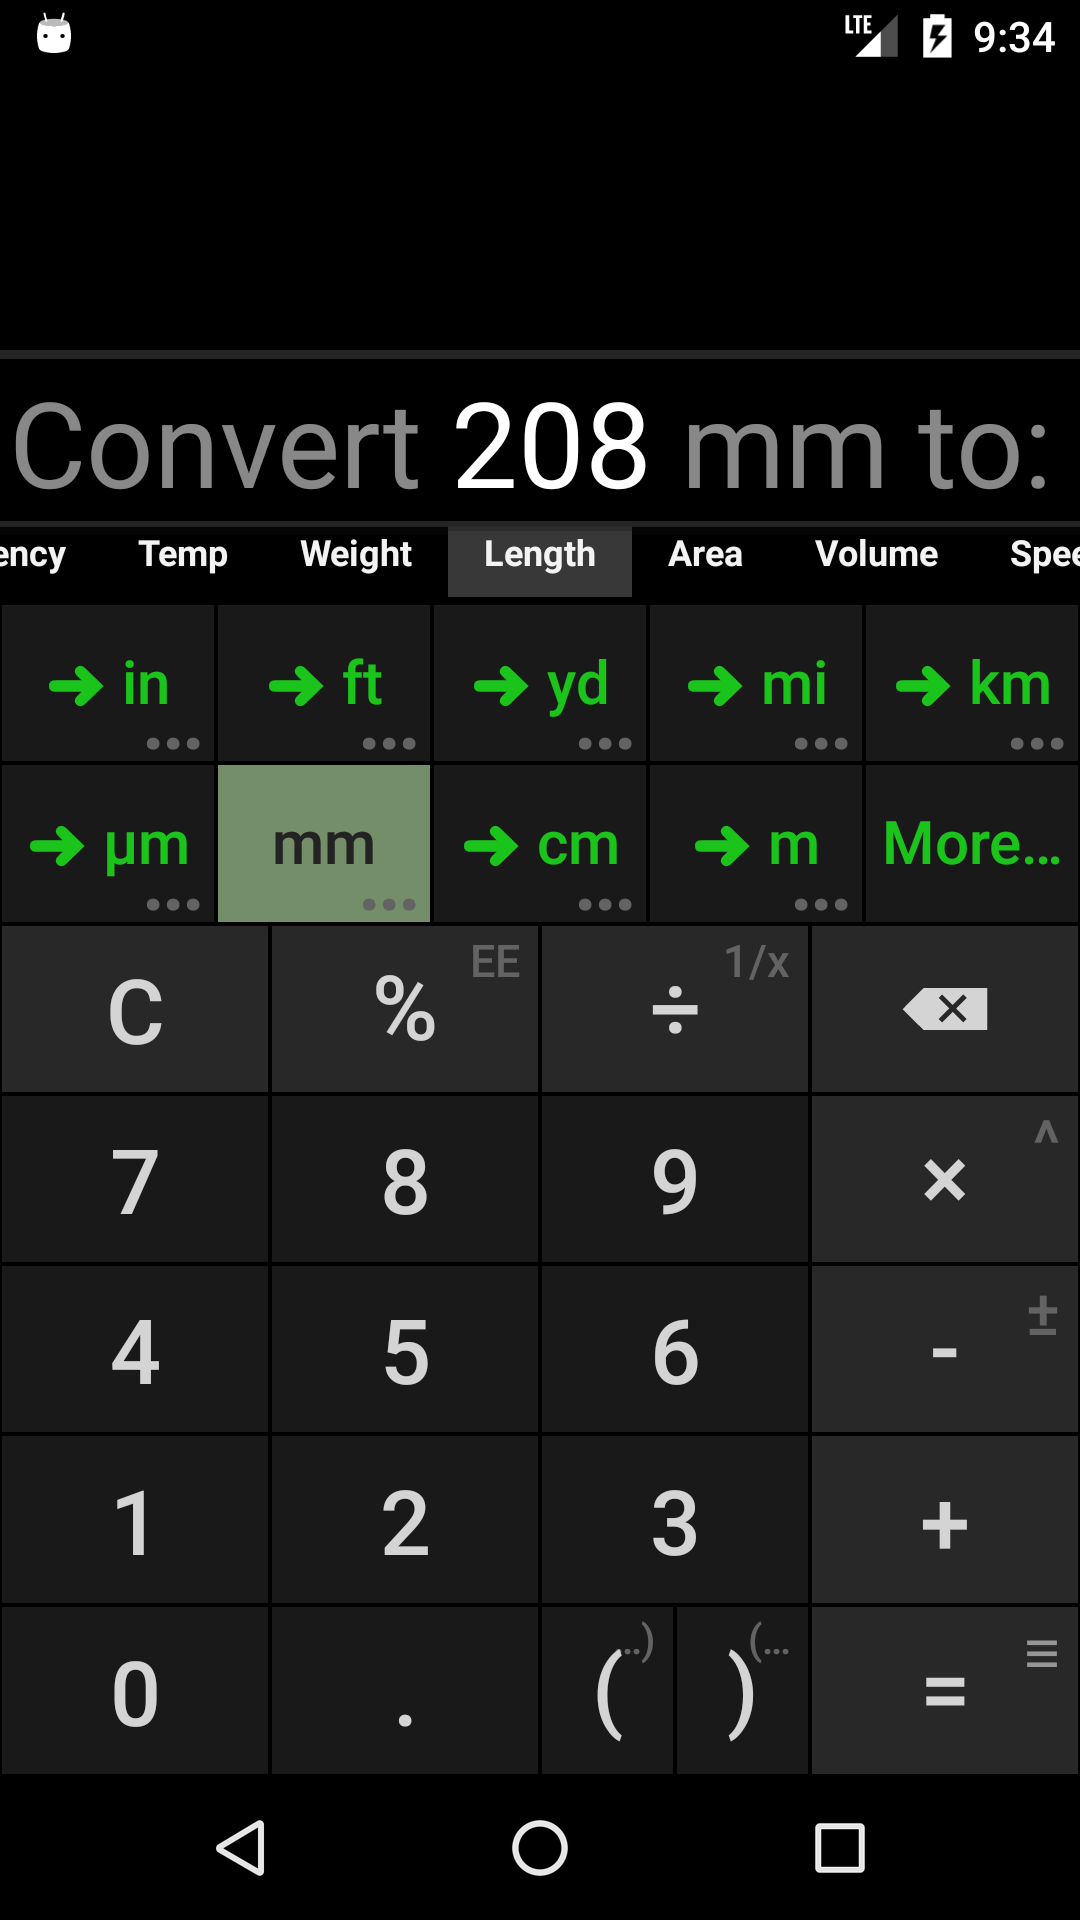 LTE 9:34
Convert 208 mm to:
ency Temp Weight Length Area Volume Spee
→ in → ft → yd → mi → km
→ µm mm → cm → m More...
C % EE ÷ 1/x
7 8 9 × ^
4 5 6 - ±
1 2 3 +
0 . ( ..) ) (... =